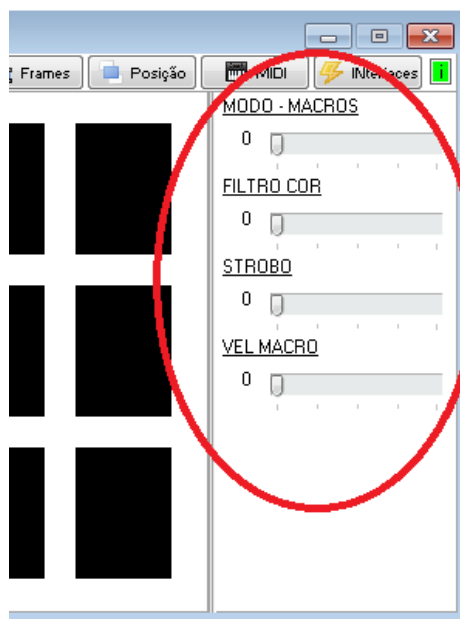 Frames Posição MIDI INterfaces i
MODO - MACROS
0
FILTRO COR
0
STROBO
0
VEL MACRO
0